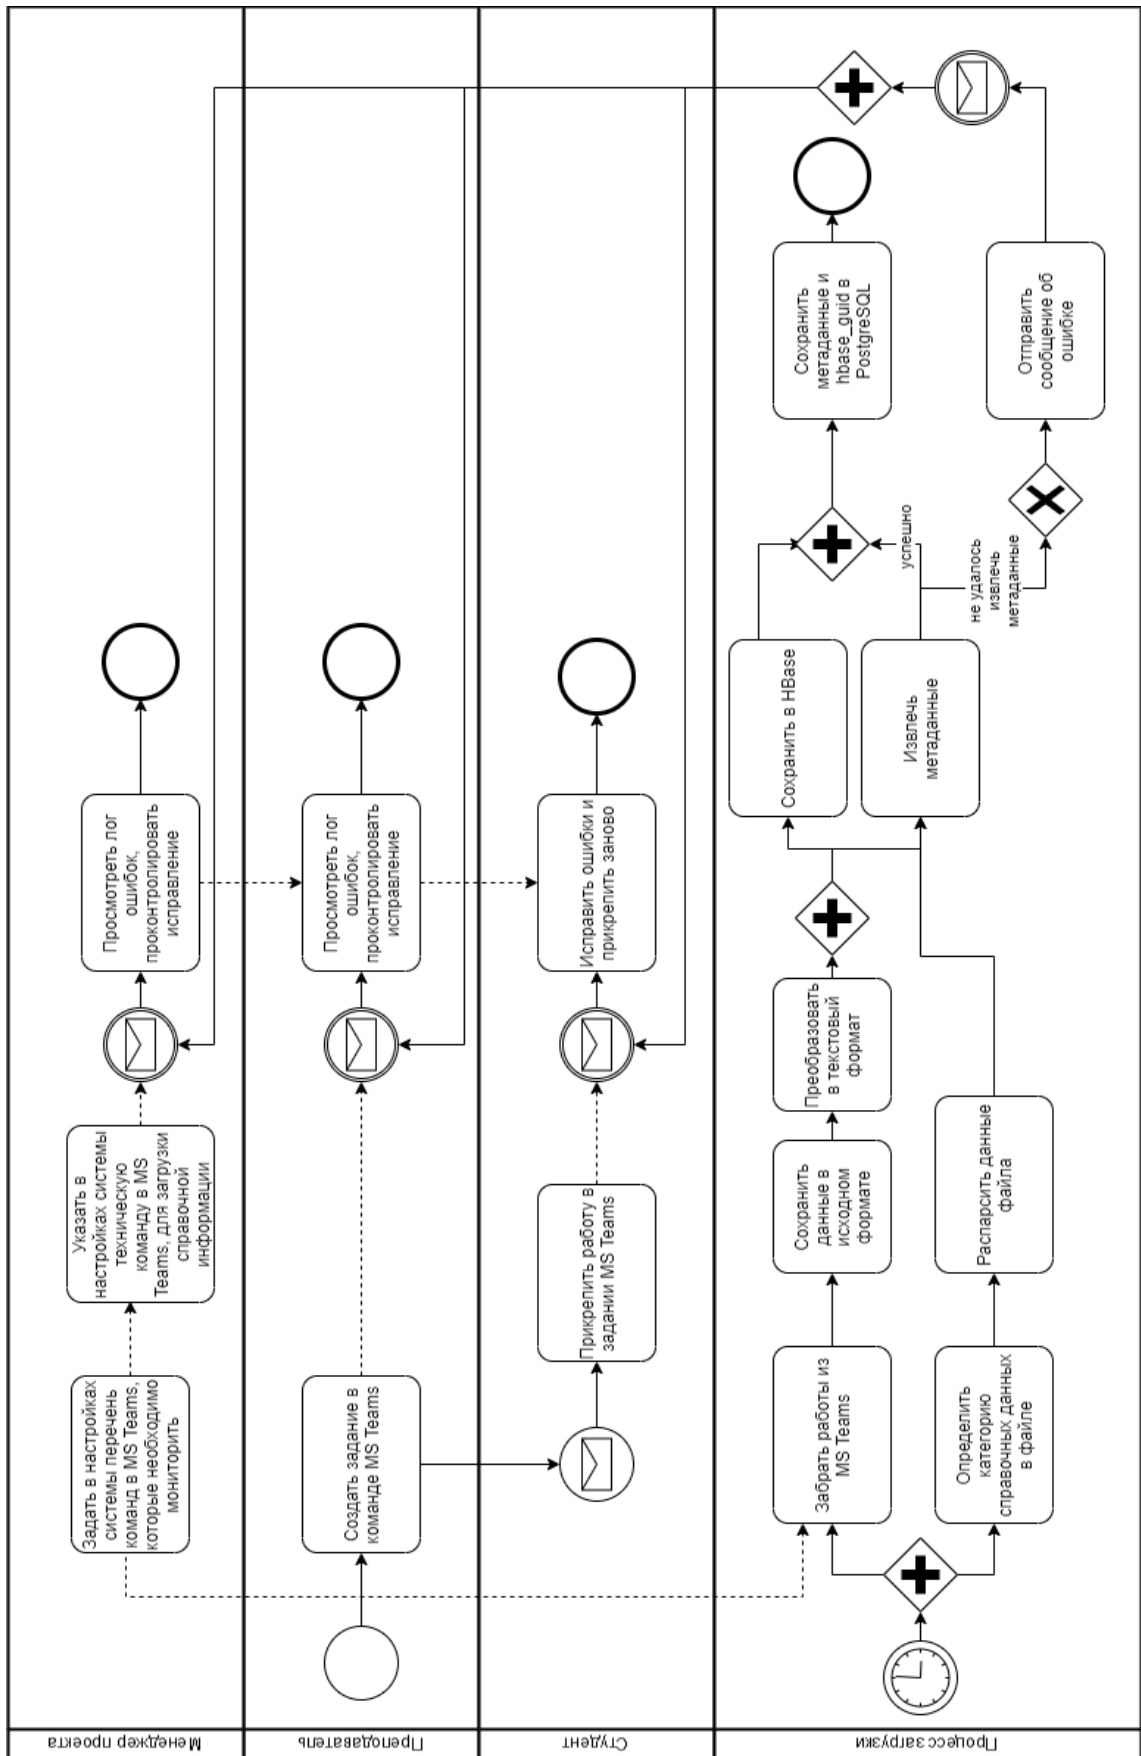 Менеджер проекта
Задать в настройках
системы перечень
команд в MS Teams,
которые необходимо
мониторить
Указать в
настройках системы
техническую
команду в MS
Teams, для загрузки
справочной
информации
Просмотреть лог
ошибок,
проконтролировать
исправление
Преподаватель
Создать задание в
команде MS Teams
Просмотреть лог
ошибок,
проконтролировать
исправление
Студент
Прикрепить работу в
задании MS Teams
Исправить ошибки и
прикрепить заново
Процесс загрузки
Забрать работы из
MS Teams
Сохранить
данные в
исходном
формате
Преобразовать
в текстовый
формат
Сохранить в HBase
Сохранить
метаданные и
hbase_guid в
PostgreSQL
Определить
категорию
справочных данных
в файле
Распарсить данные
файла
Извлечь
метаданные
успешно
не удалось
извлечь
метаданные
Отправить
сообщение об
ошибке